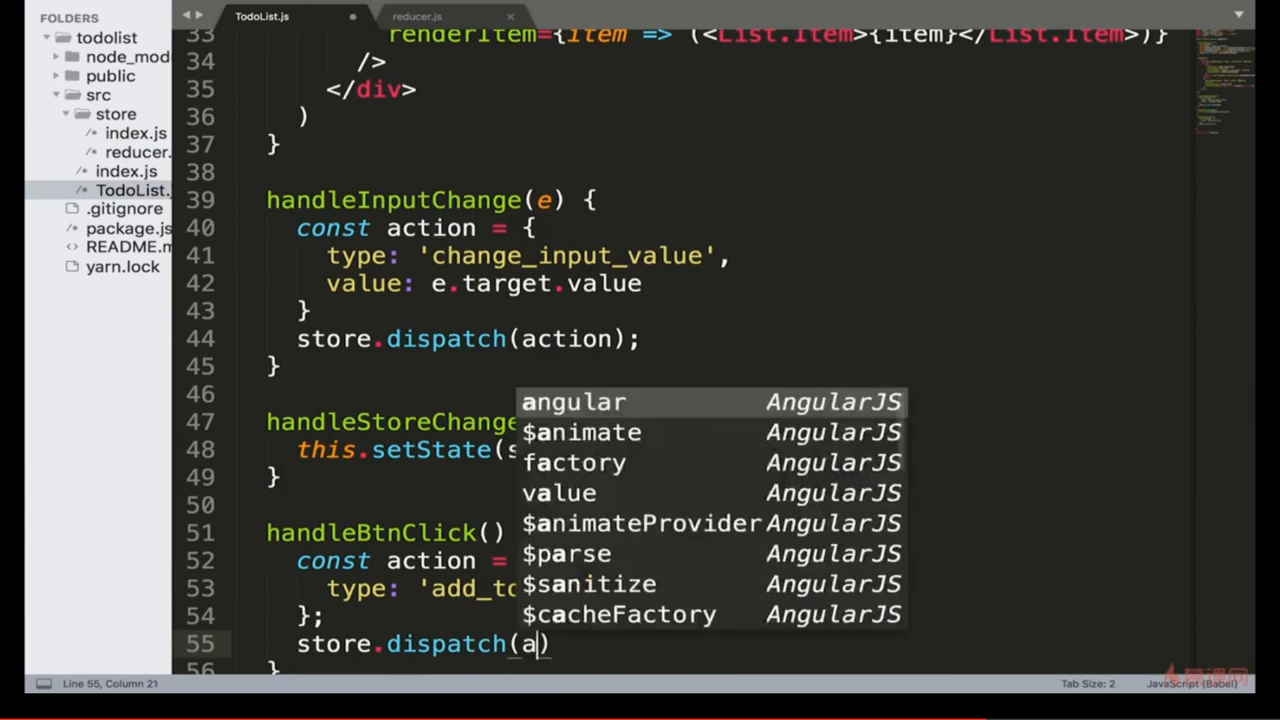 FOLDERS
todolist
node_mod
public
src
store
index.js
reducer.
index.js
TodoList.
.gitignore
package.js
README.m
yarn.lock
TodoList.js
reducer.js
33 renderItem={item => (<List.Item>{item}</List.Item>)}
34 />
35 </div>
36 )
37 }
38
39 handleInputChange(e) {
40 const action = {
41 type: 'change_input_value',
42 value: e.target.value
43 }
44 store.dispatch(action);
45 }
46
47 handleStoreChange
48 this.setState(s
49 }
50
51 handleBtnClick()
52 const action =
53 type: 'add_to
54 };
55 store.dispatch(a)
56 }
angular AngularJS
$animate AngularJS
factory AngularJS
value AngularJS
$animateProvider AngularJS
$parse AngularJS
$sanitize AngularJS
$cacheFactory AngularJS
Line 55, Column 21
Tab Size: 2
JavaScript (Babel)
慕课网